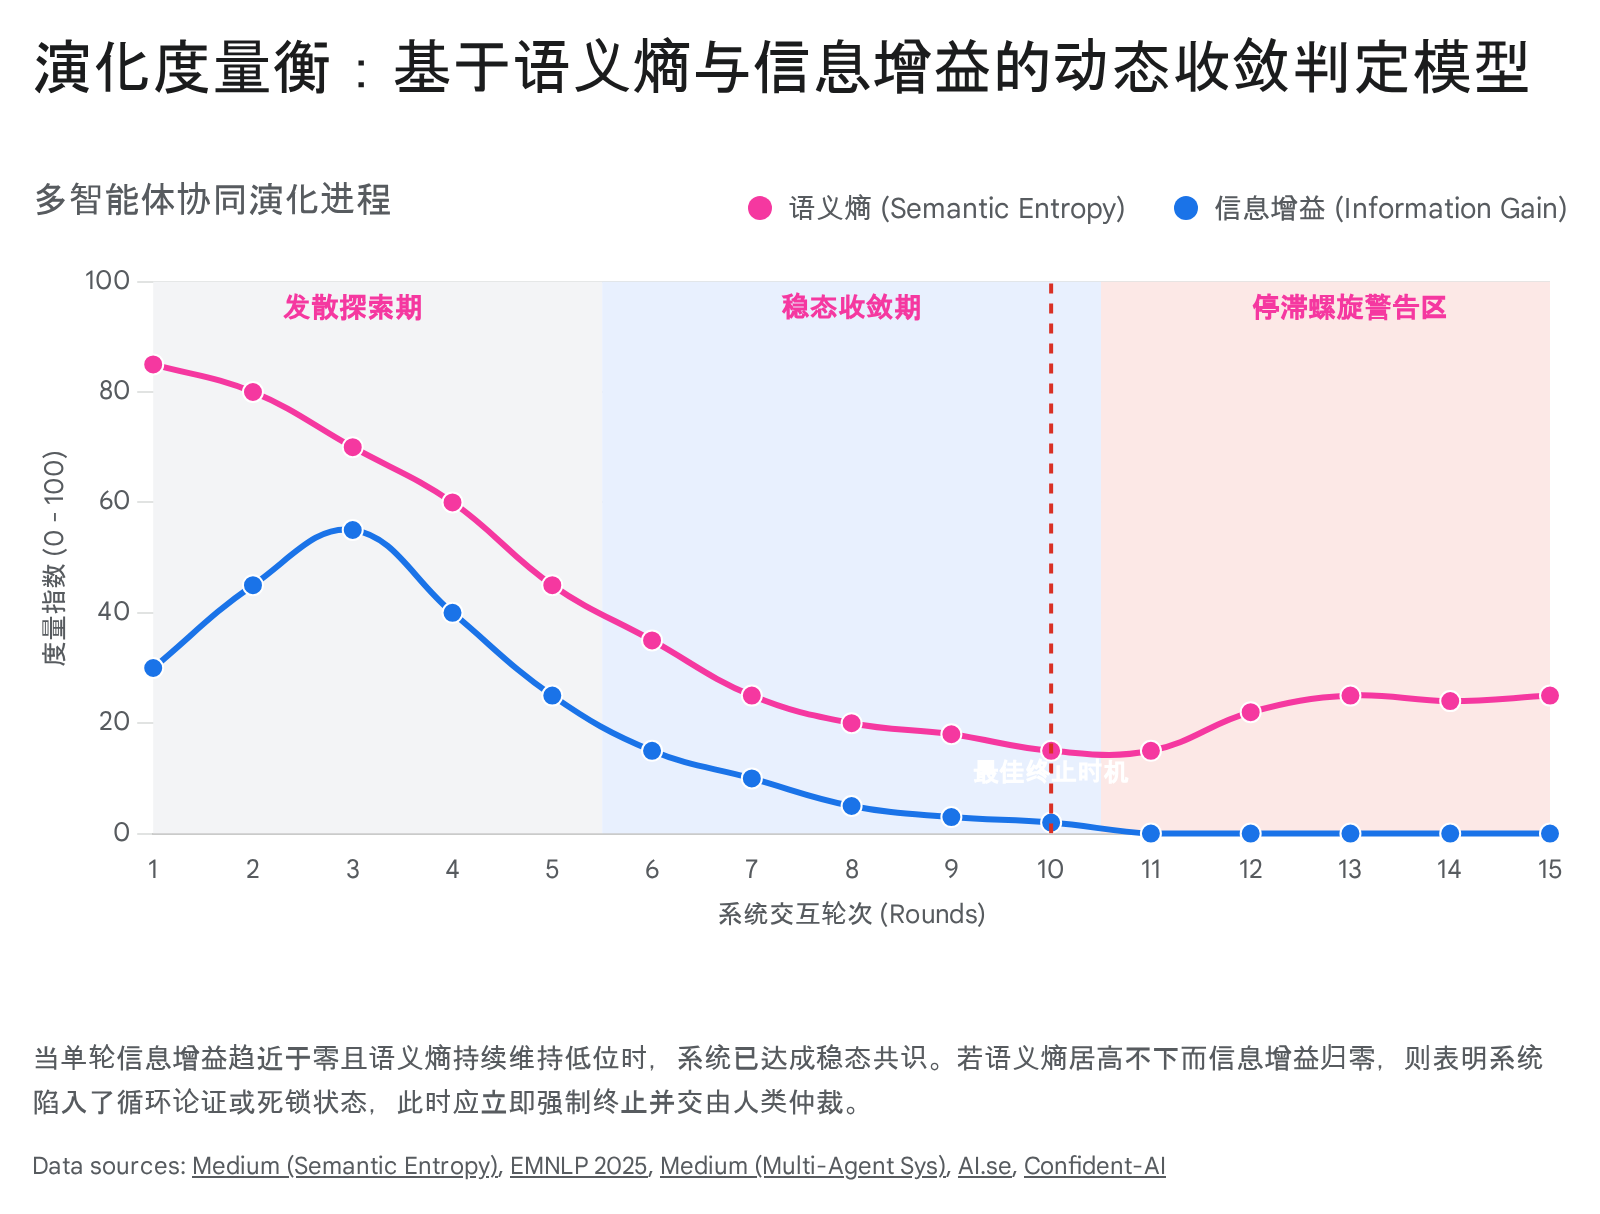 演化度量衡：基于语义熵与信息增益的动态收敛判定模型
多智能体协同演化进程
语义熵 (Semantic Entropy)
信息增益 (Information Gain)
发散探索期
稳态收敛期
停滞螺旋警告区
100
80
60
40
20
0
度量指数 (0 - 100)
最佳终止时机
1 2 3 4 5 6 7 8 9 10 11 12 13 14 15
系统交互轮次 (Rounds)
当单轮信息增益趋近于零且语义熵持续维持低位时，系统已达成稳态共识。若语义熵居高不下而信息增益归零，则表明系统
陷入了循环论证或死锁状态，此时应立即强制终止并交由人类仲裁。
Data sources: Medium (Semantic Entropy), EMNLP 2025, Medium (Multi-Agent Sys), AI.se, Confident-AI